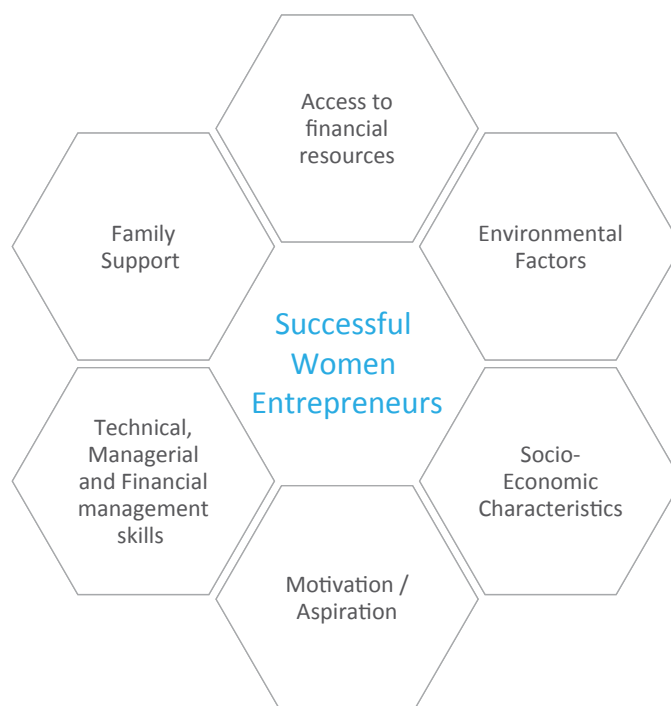 Access to
financial
resources
Family
Support
Environmental
Factors
Successful
Women
Entrepreneurs
Technical,
Managerial
and Financial
management
skills
Socio-
Economic
Characteristics
Motivation /
Aspiration